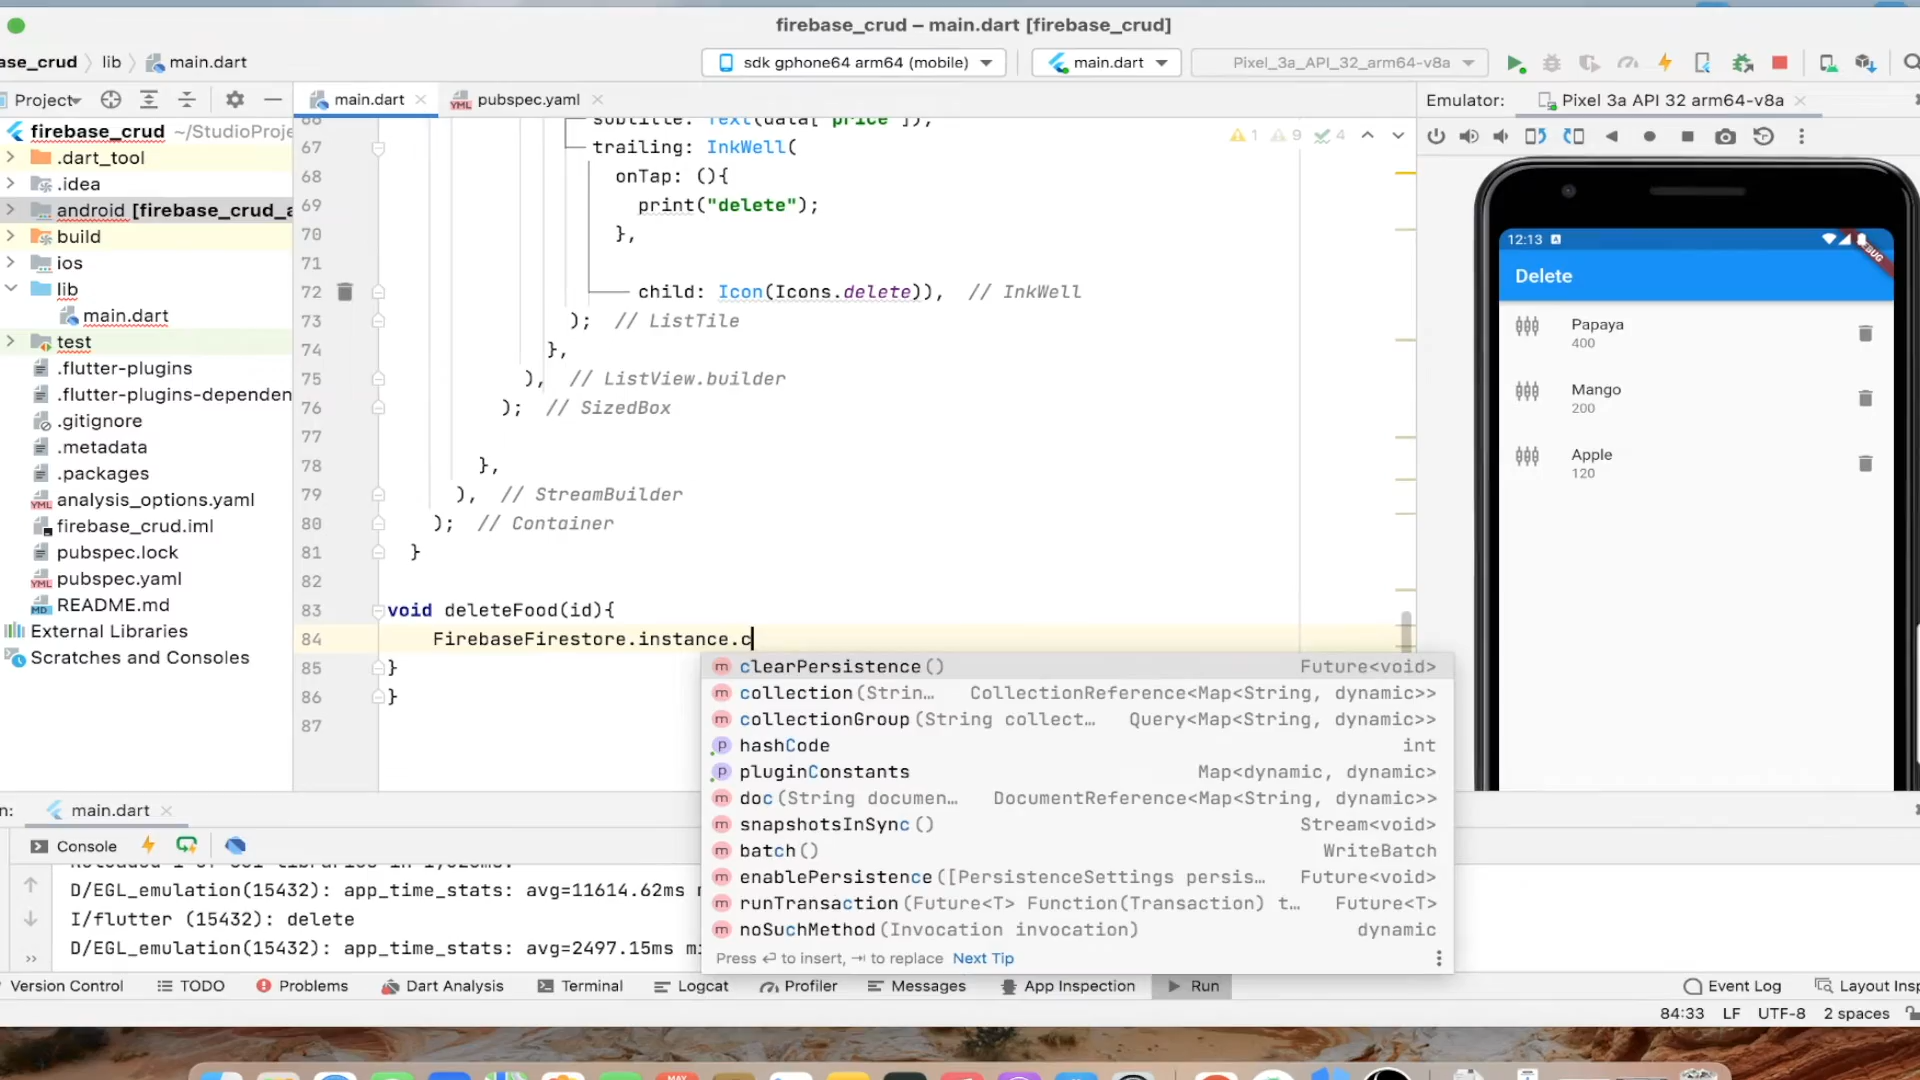 firebase_crud – main.dart [firebase_crud]
ase_crud
lib
main.dart
sdk gphone64 arm64 (mobile)
main.dart
Pixel_3a_API_32_arm64-v8a
Project
main.dart
pubspec.yaml
Emulator:
Pixel 3a API 32 arm64-v8a
firebase_crud ~/StudioProje
.dart_tool
.idea
android [firebase_crud_a
build
ios
lib
main.dart
test
.flutter-plugins
.flutter-plugins-dependen
.gitignore
.metadata
.packages
analysis_options.yaml
firebase_crud.iml
pubspec.lock
pubspec.yaml
README.md
External Libraries
Scratches and Consoles
1 9 4
66 subtitle: Text(data['price']),
67 trailing: InkWell(
68 onTap: (){
69 print("delete");
70 },
71
72 child: Icon(Icons.delete)), // InkWell
73 ); // ListTile
74 },
75 ), // ListView.builder
76 ); // SizedBox
77
78 },
79 ), // StreamBuilder
80 ); // Container
81 }
82
83 void deleteFood(id){
84 FirebaseFirestore.instance.c
85 }
86 }
87
clearPersistence() Future<void>
collection(Strin… CollectionReference<Map<String, dynamic>>
collectionGroup(String collect… Query<Map<String, dynamic>>
hashCode int
pluginConstants Map<dynamic, dynamic>
doc(String documen… DocumentReference<Map<String, dynamic>>
snapshotsInSync() Stream<void>
batch() WriteBatch
enablePersistence([PersistenceSettings persis… Future<void>
runTransaction(Future<T> Function(Transaction) t… Future<T>
noSuchMethod(Invocation invocation) dynamic
Press ↩ to insert, ⇥ to replace Next Tip
12:13
Delete
Papaya
400
Mango
200
Apple
120
n:
main.dart
Console
D/EGL_emulation(15432): app_time_stats: avg=11614.62ms m
I/flutter (15432): delete
D/EGL_emulation(15432): app_time_stats: avg=2497.15ms mi
Version Control
TODO
Problems
Dart Analysis
Terminal
Logcat
Profiler
Messages
App Inspection
Run
Event Log
Layout Insp
84:33 LF UTF-8 2 spaces